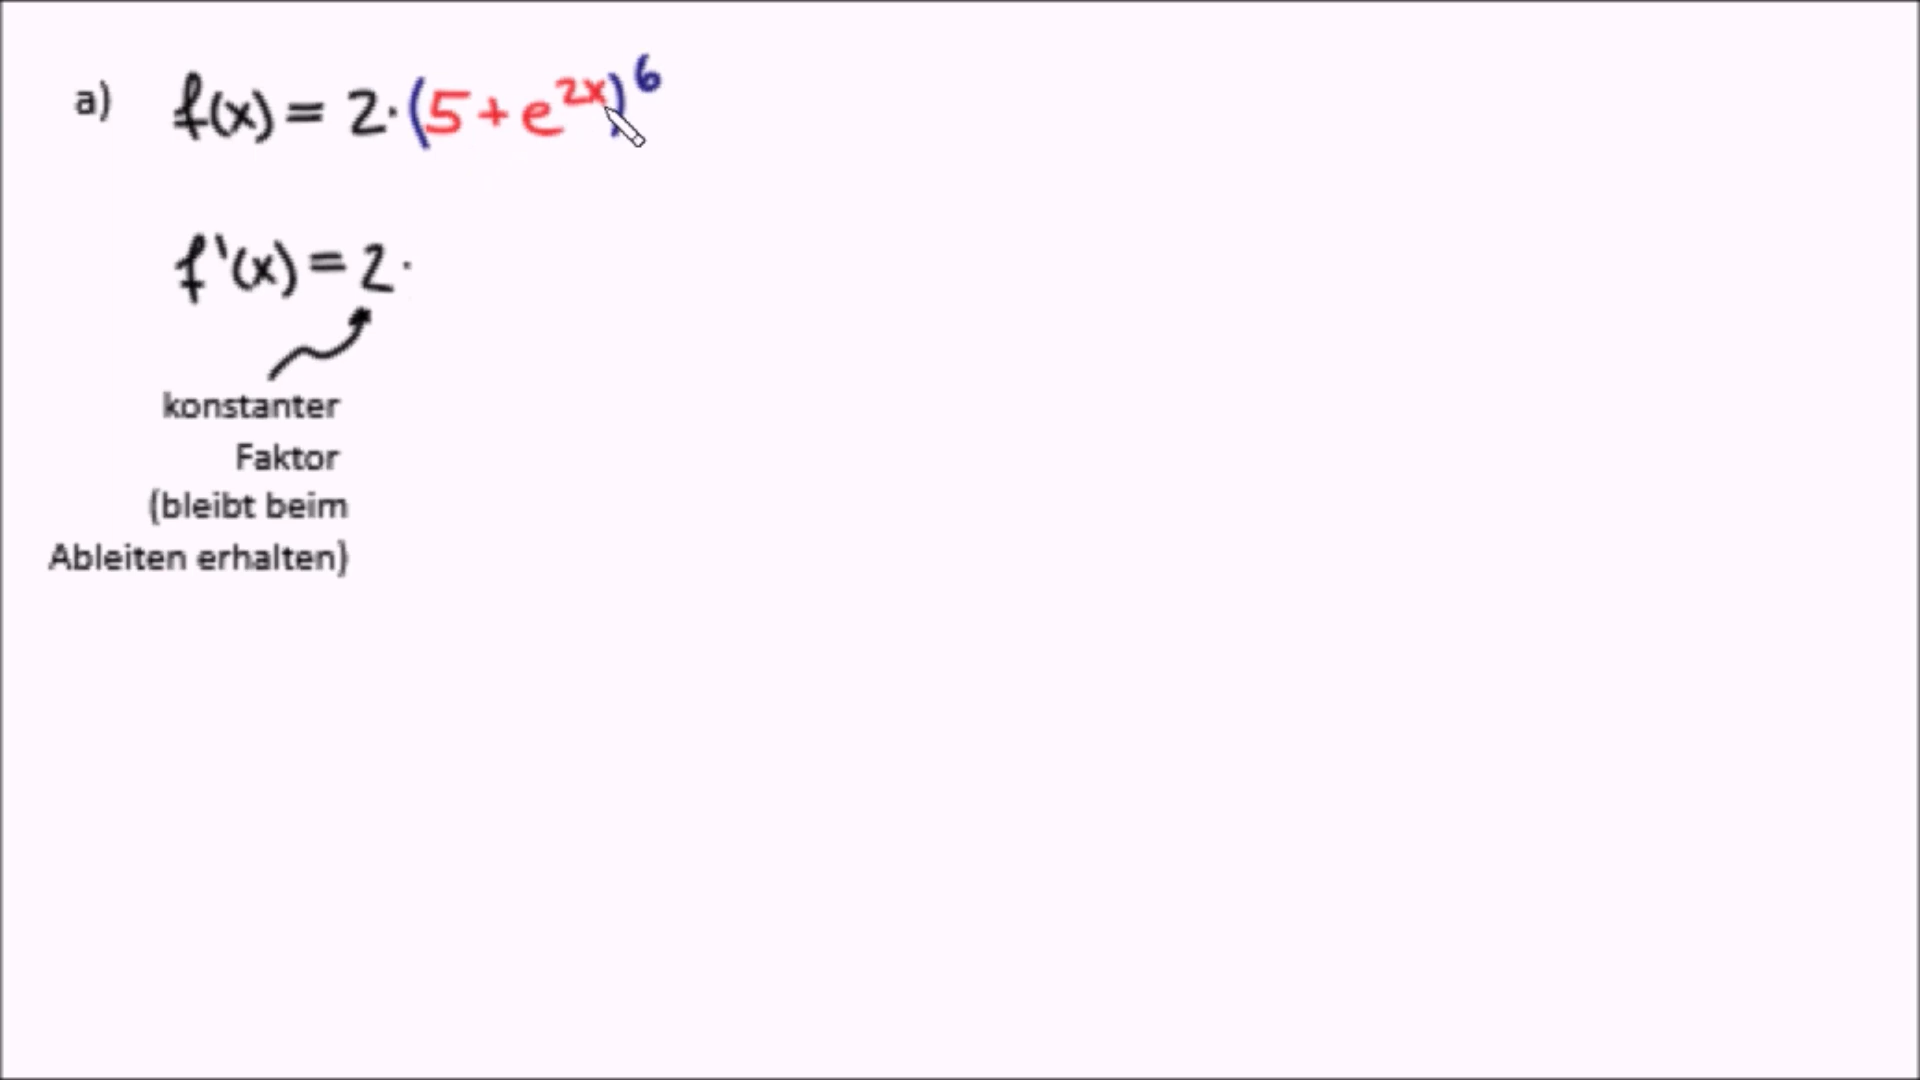 a) f(x) = 2·(5 + e^{2x})^6
f'(x) = 2·
konstanter
Faktor
(bleibt beim
Ableiten erhalten)